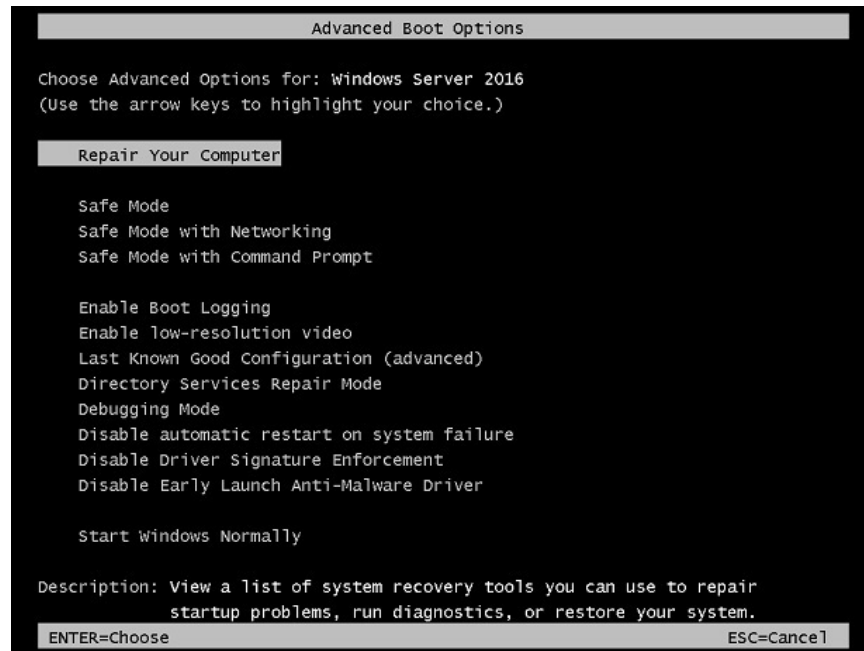 Advanced Boot Options
Choose Advanced Options for: Windows Server 2016
(Use the arrow keys to highlight your choice.)
Repair Your Computer
Safe Mode
Safe Mode with Networking
Safe Mode with Command Prompt
Enable Boot Logging
Enable low-resolution video
Last Known Good Configuration (advanced)
Directory Services Repair Mode
Debugging Mode
Disable automatic restart on system failure
Disable Driver Signature Enforcement
Disable Early Launch Anti-Malware Driver
Start Windows Normally
Description: View a list of system recovery tools you can use to repair
startup problems, run diagnostics, or restore your system.
ENTER=Choose ESC=Cancel